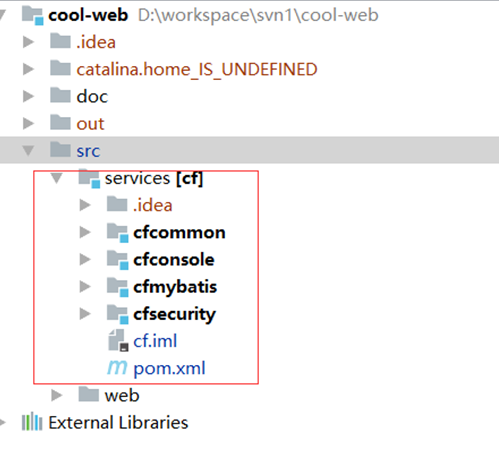 cool-web D:\workspace\svn1\cool-web
.idea
catalina.home_IS_UNDEFINED
doc
out
src
services [cf]
.idea
cfcommon
cfconsole
cfmybatis
cfsecurity
cf.iml
m pom.xml
web
External Libraries